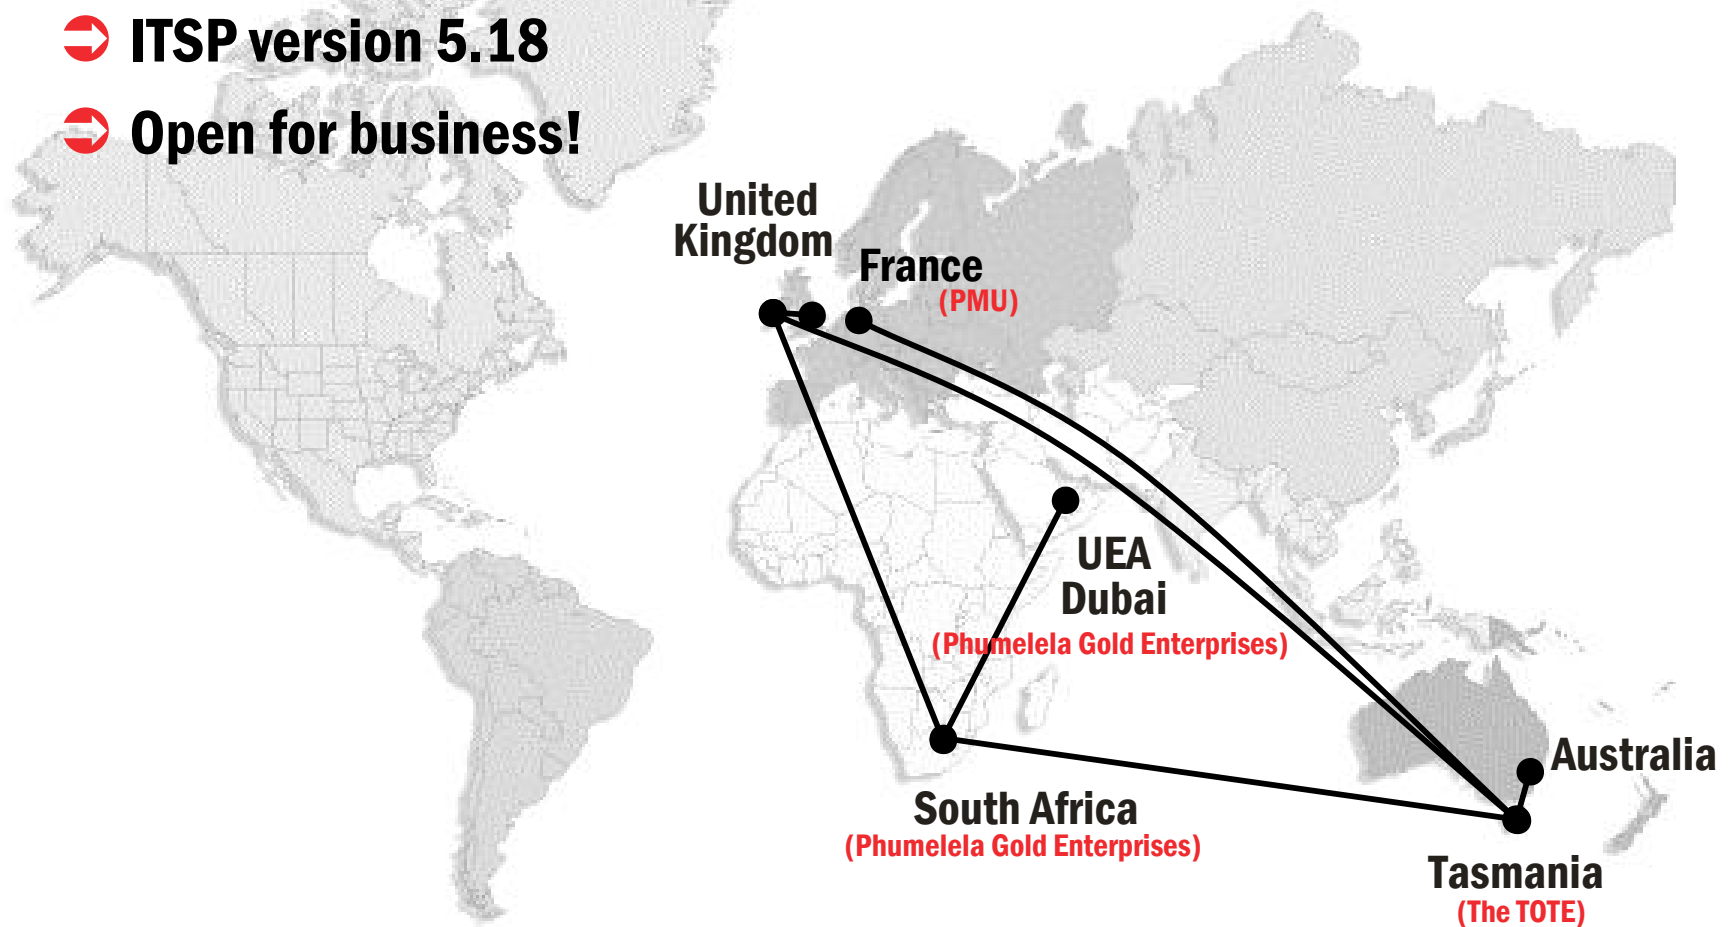 ITSP version 5.18
Open for business!
United
Kingdom
France
(PMU)
UEA
Dubai
(Phumelela Gold Enterprises)
Australia
South Africa
(Phumelela Gold Enterprises)
Tasmania
(The TOTE)